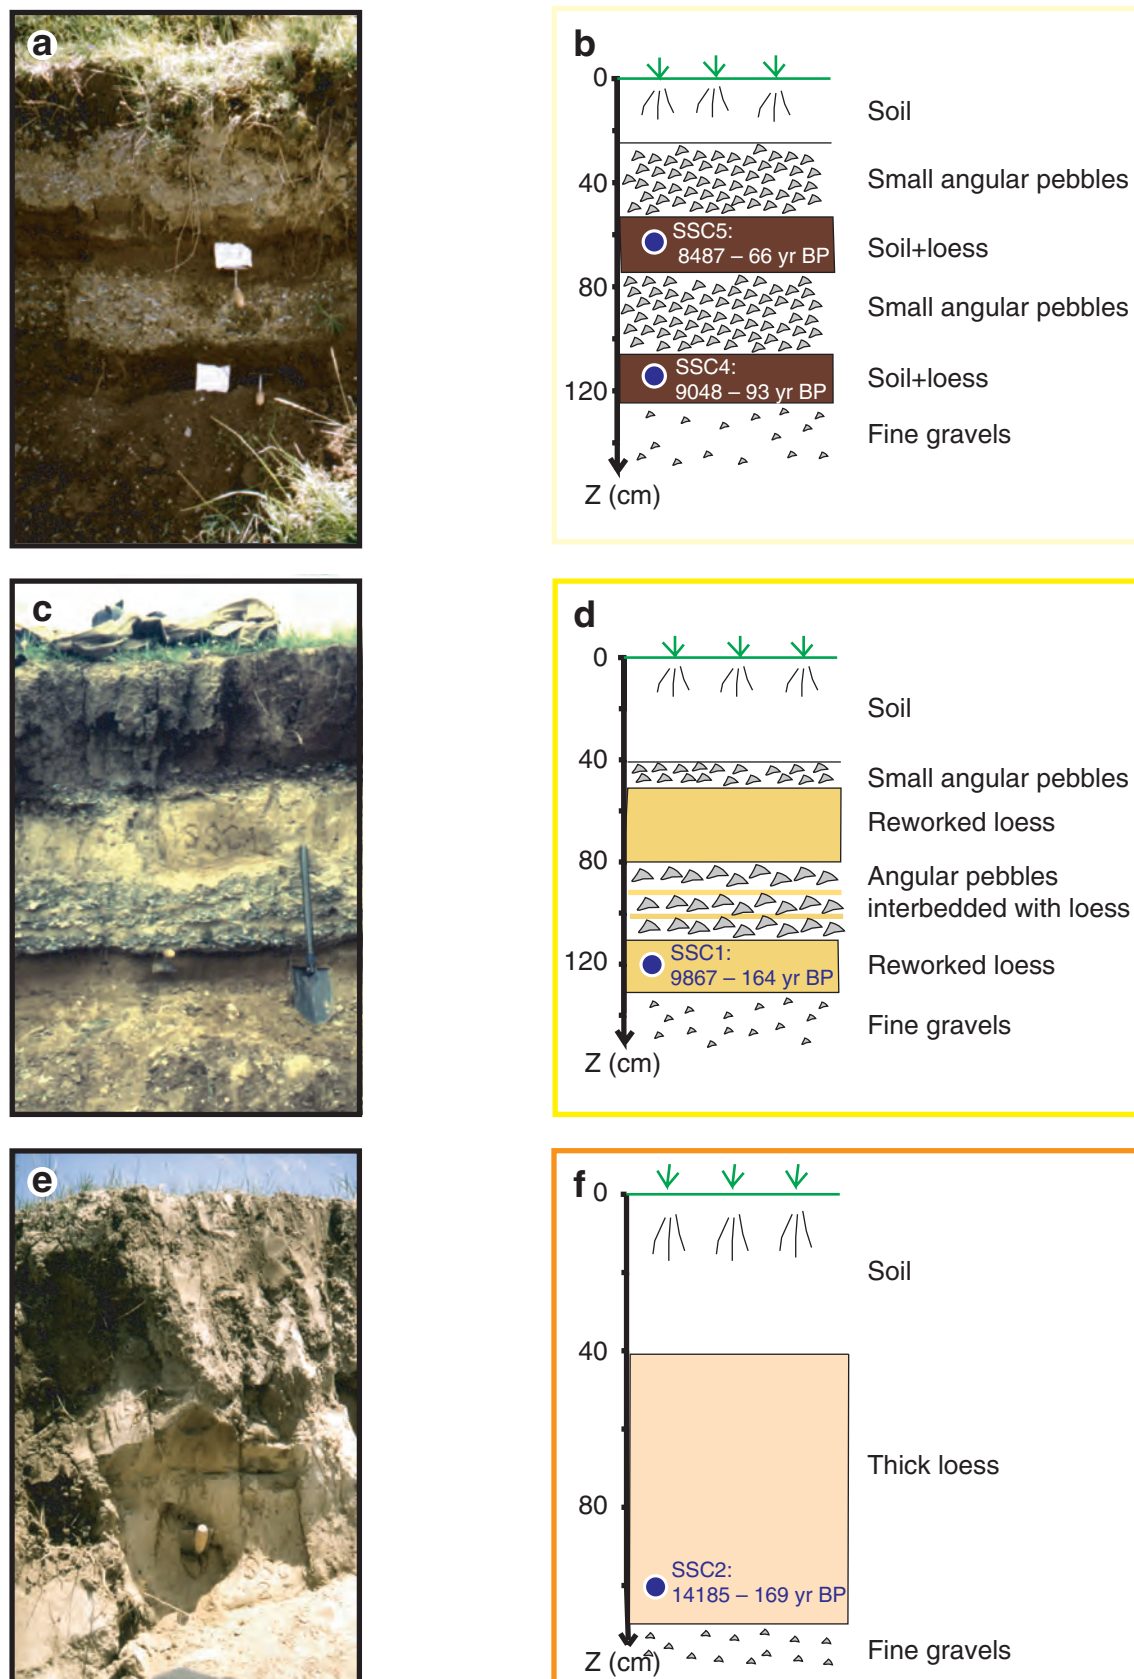 a
b
0
Soil
40
Small angular pebbles
SSC5:
8487 – 66 yr BP
Soil+loess
80
Small angular pebbles
SSC4:
9048 – 93 yr BP
120
Soil+loess
Fine gravels
Z (cm)
c
d
0
Soil
40
Small angular pebbles
Reworked loess
80
Angular pebbles
interbedded with loess
SSC1:
9867 – 164 yr BP
120
Reworked loess
Fine gravels
Z (cm)
e
f
0
Soil
40
Thick loess
80
SSC2:
14185 – 169 yr BP
Fine gravels
Z (cm)